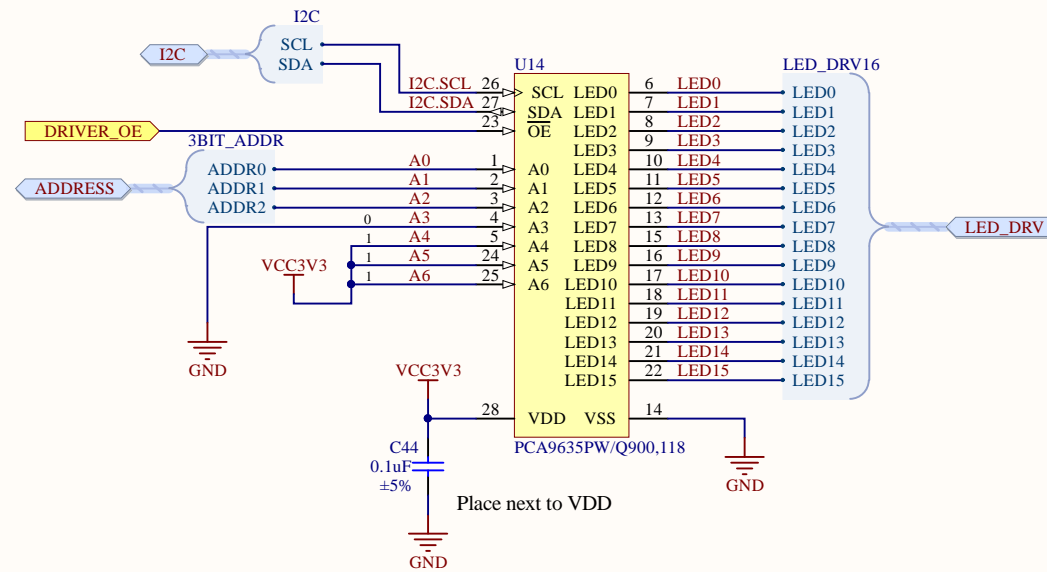 I2C
I2C
SCL
SDA
DRIVER_OE
3BIT_ADDR
ADDRESS
ADDR0
ADDR1
ADDR2
I2C.SCL 26
I2C.SDA 27
23
A0 1
A1 2
A2 3
0 A3 4
1 A4 5
1 A5 24
1 A6 25
VCC3V3
GND
U14
SCL LED0
SDA LED1
OE LED2
LED3
A0 LED4
A1 LED5
A2 LED6
A3 LED7
A4 LED8
A5 LED9
A6 LED10
LED11
LED12
LED13
LED14
LED15
VDD VSS
PCA9635PW/Q900,118
6 LED0
7 LED1
8 LED2
9 LED3
10 LED4
11 LED5
12 LED6
13 LED7
15 LED8
16 LED9
17 LED10
18 LED11
19 LED12
20 LED13
21 LED14
22 LED15
LED_DRV16
LED0
LED1
LED2
LED3
LED4
LED5
LED6
LED7
LED8
LED9
LED10
LED11
LED12
LED13
LED14
LED15
LED_DRV
VCC3V3
28
14
C44
0.1uF
±5%
Place next to VDD
GND
GND